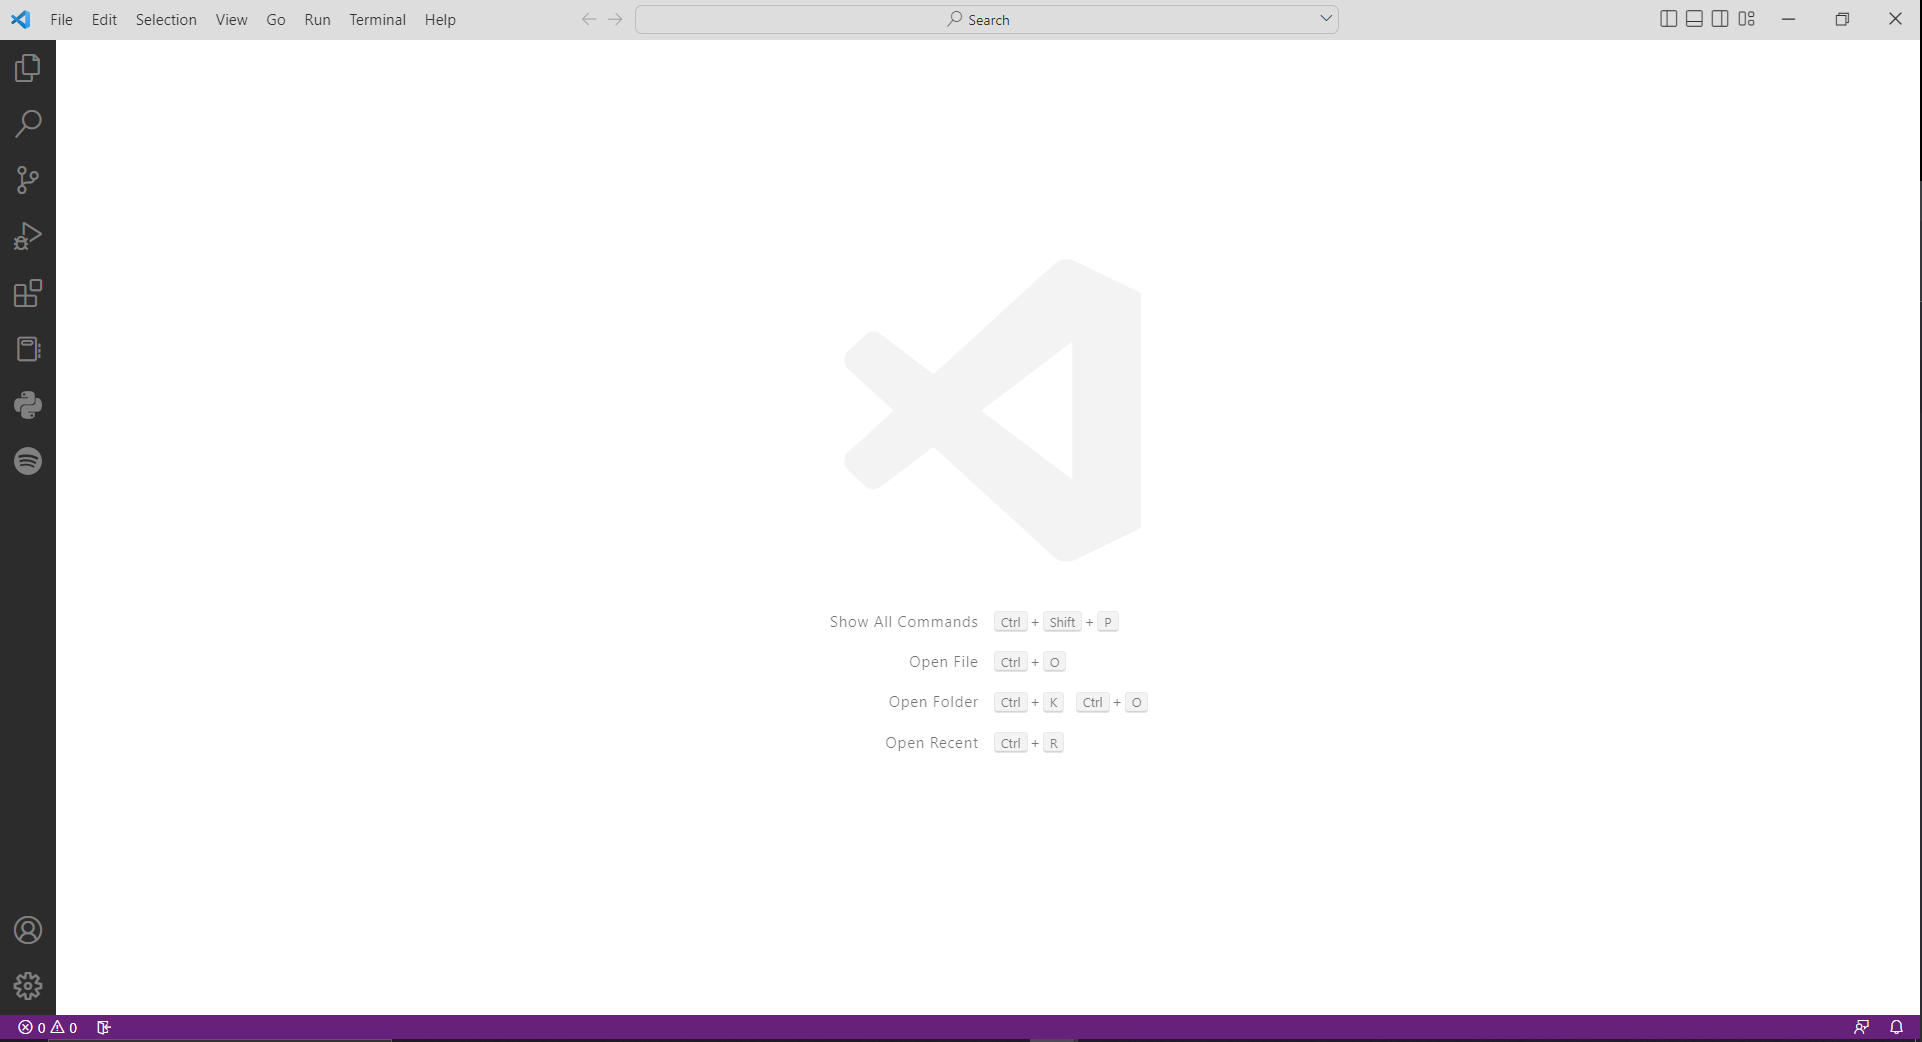 File Edit Selection View Go Run Terminal Help Search
Show All Commands Ctrl + Shift + P
Open File Ctrl + O
Open Folder Ctrl + K Ctrl + O
Open Recent Ctrl + R
0 0